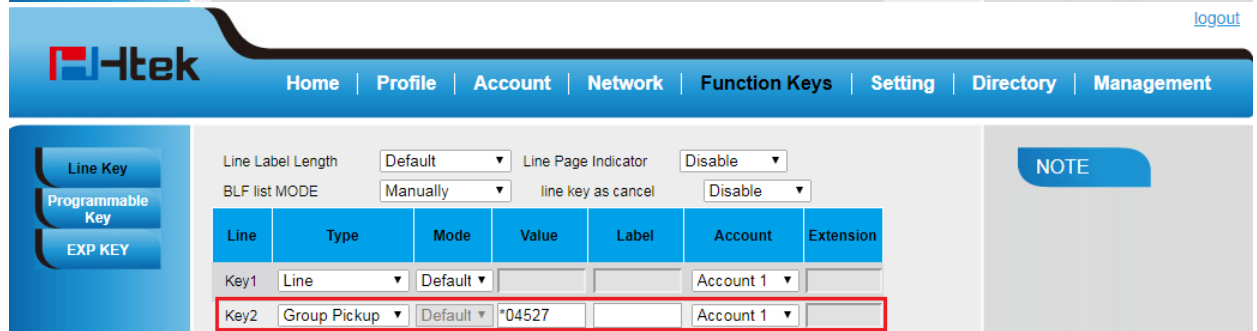 logout
Htek
Home | Profile | Account | Network | Function Keys | Setting | Directory | Management
Line Key
Programmable Key
EXP KEY
Line Label Length Default Line Page Indicator Disable
BLF list MODE Manually line key as cancel Disable
Line Type Mode Value Label Account Extension
Key1 Line Default Account 1
Key2 Group Pickup Default *04527 Account 1
NOTE